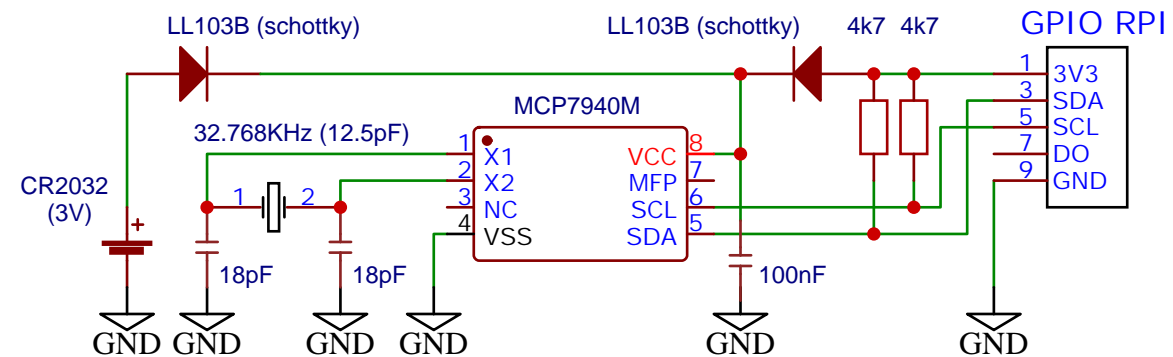 LL103B (schottky)
LL103B (schottky)
4k7
4k7
GPIO RPI
1
3V3
3
SDA
5
SCL
7
DO
9
GND
MCP7940M
32.768KHz (12.5pF)
1
X1
2
X2
3
NC
4
VSS
VCC
8
MFP
7
SCL
6
SDA
5
CR2032
(3V)
+
1
2
18pF
18pF
100nF
GND
GND
GND
GND
GND
GND